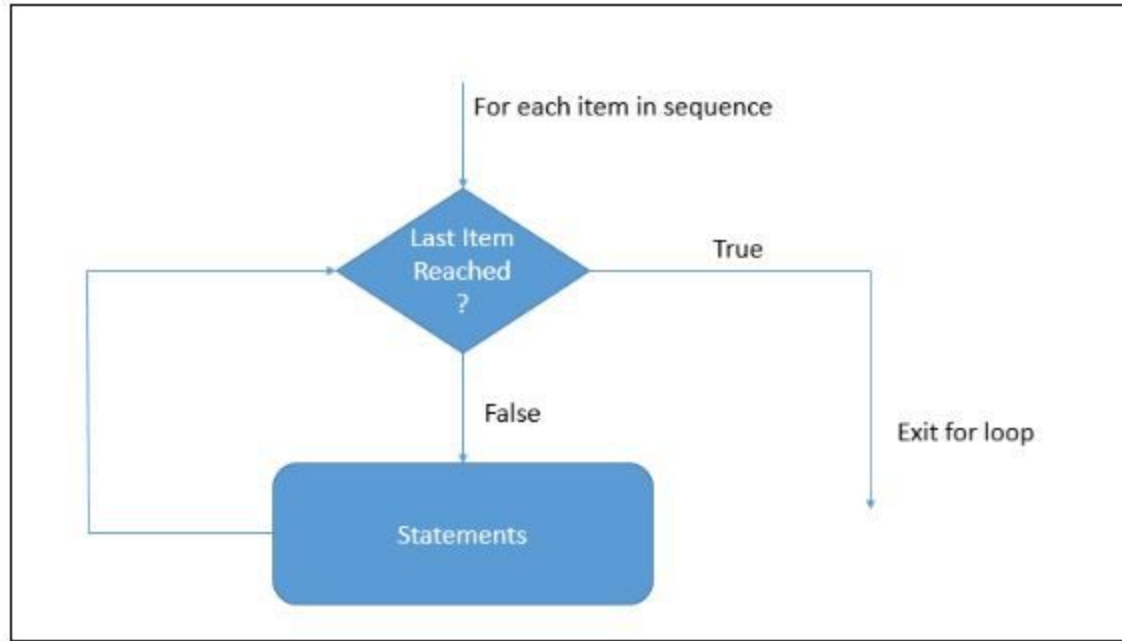 For each item in sequence
Last Item
Reached
?
True
False
Exit for loop
Statements